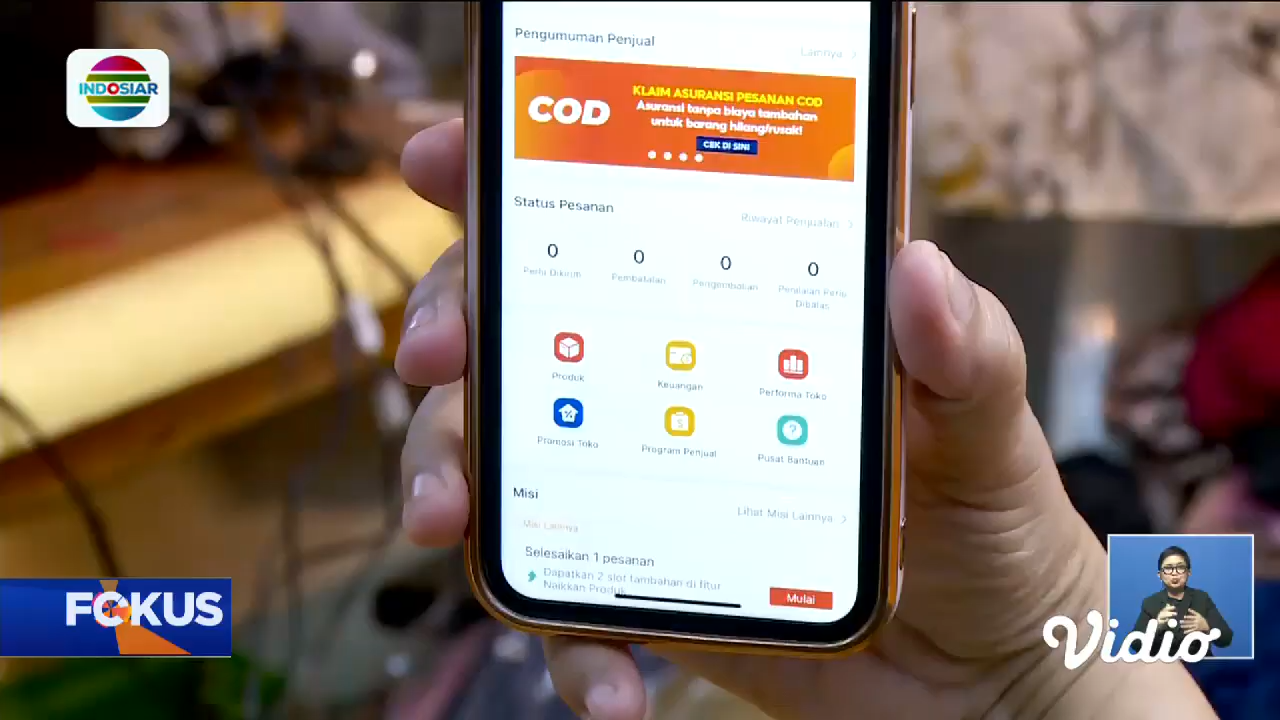 INDOSIAR
Pengumuman Penjual
Lainnya
COD
KLAIM ASURANSI PESANAN COD
Asuransi tanpa biaya tambahan
untuk barang hilang/rusak!
CEK DI SINI
Status Pesanan
Riwayat Penjualan
0
0
0
0
Perlu Dikirim
Pembatalan
Pengembalian
Penilaian Perlu
Dibalas
Produk
Keuangan
Performa Toko
Promosi Toko
Program Penjual
Pusat Bantuan
Misi
Lihat Misi Lainnya
Misi Lainnya
Selesaikan 1 pesanan
Dapatkan 2 slot tambahan di fitur
Naikkan Produk
Mulai
FOKUS
Vidio